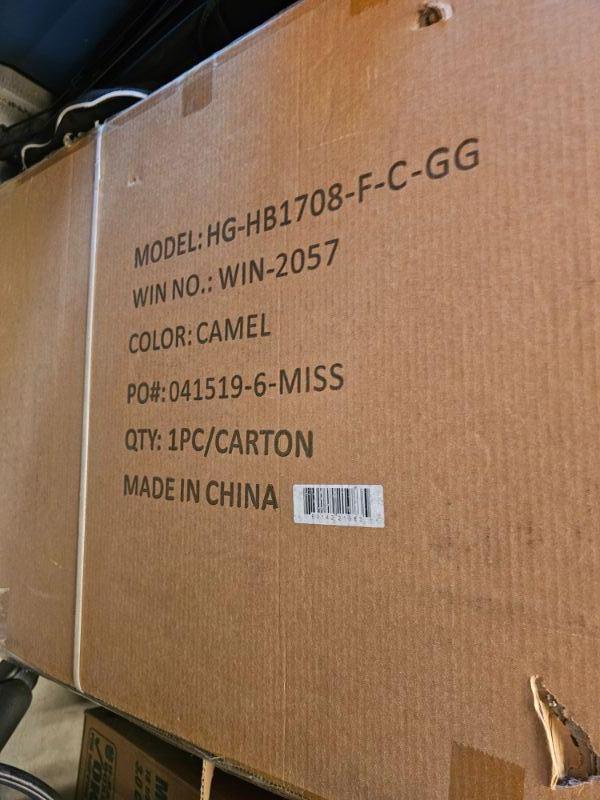 MODEL: HG-HB1708-F-C-GG
WIN NO.: WIN-2057
COLOR: CAMEL
PO#: 041519-6-MISS
QTY: 1PC/CARTON
MADE IN CHINA